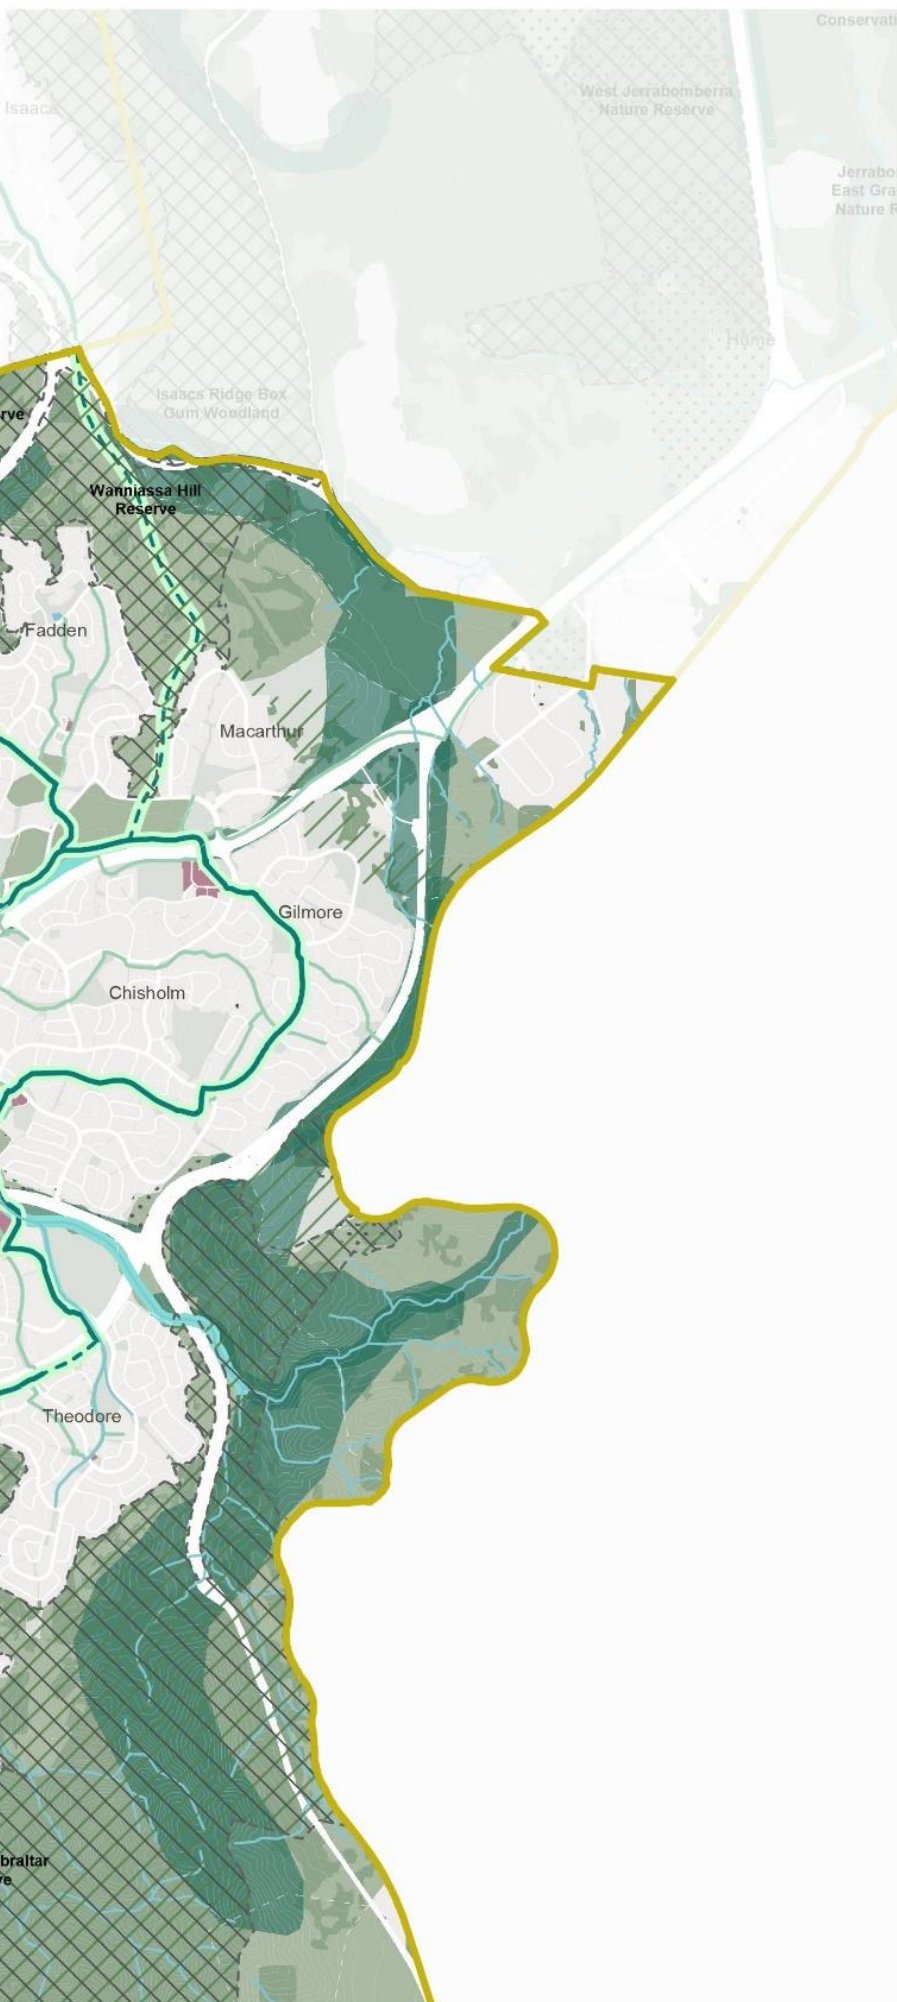 Conservati
Isaacs
West Jerrabomberra
Nature Reserve
Jerrabo
East Gra
Nature R
Hume
Isaacs Ridge Box
Gum Woodland
rve
Wanniassa Hill
Reserve
Fadden
Macarthur
Gilmore
Chisholm
Theodore
braltar
ve